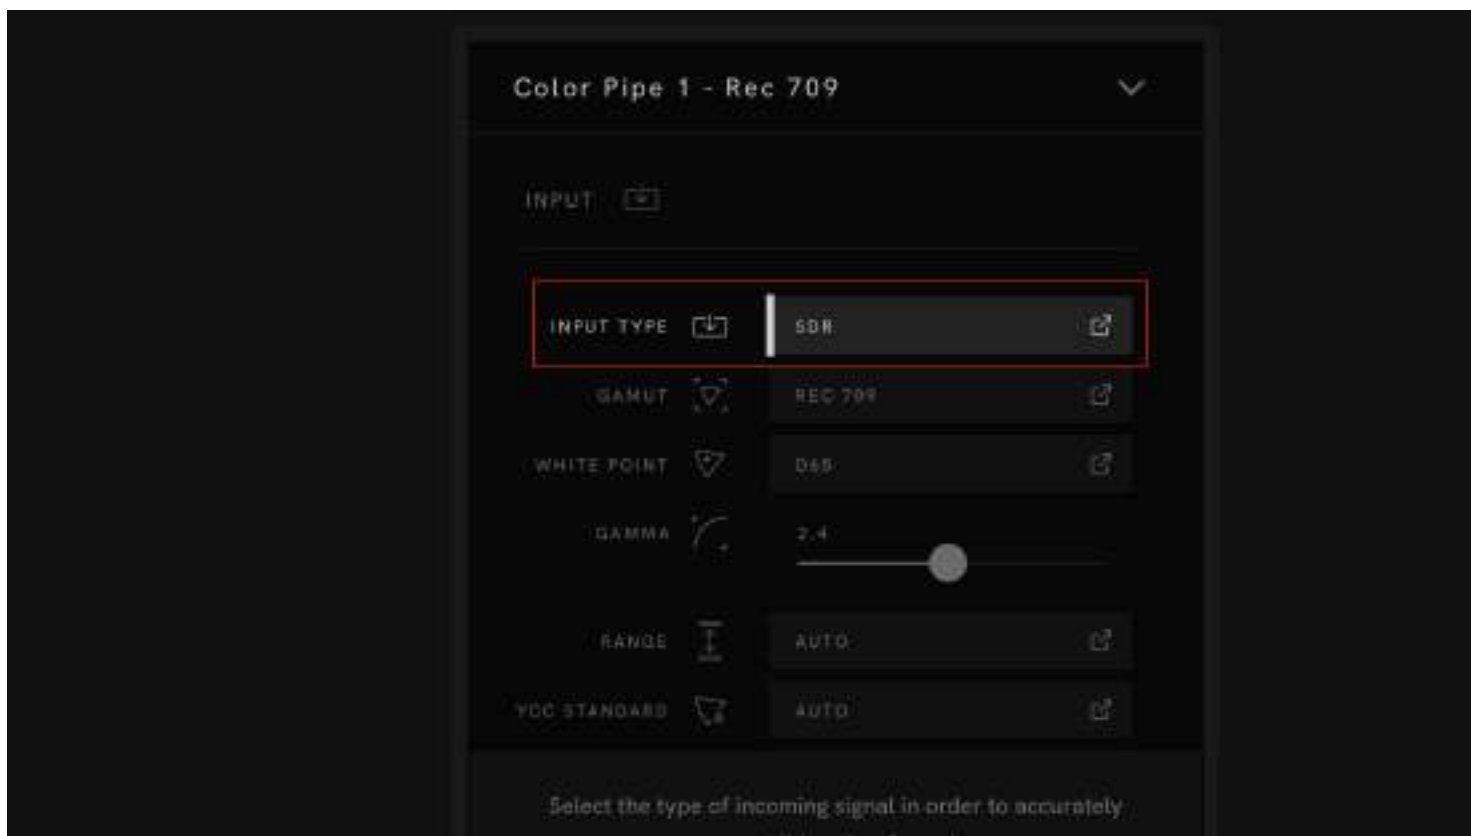 Color Pipe 1 - Rec 709
INPUT
INPUT TYPE SDR
GAMUT REC 709
WHITE POINT D65
GAMMA 2.4
RANGE AUTO
YCC STANDARD AUTO
Select the type of incoming signal in order to accurately